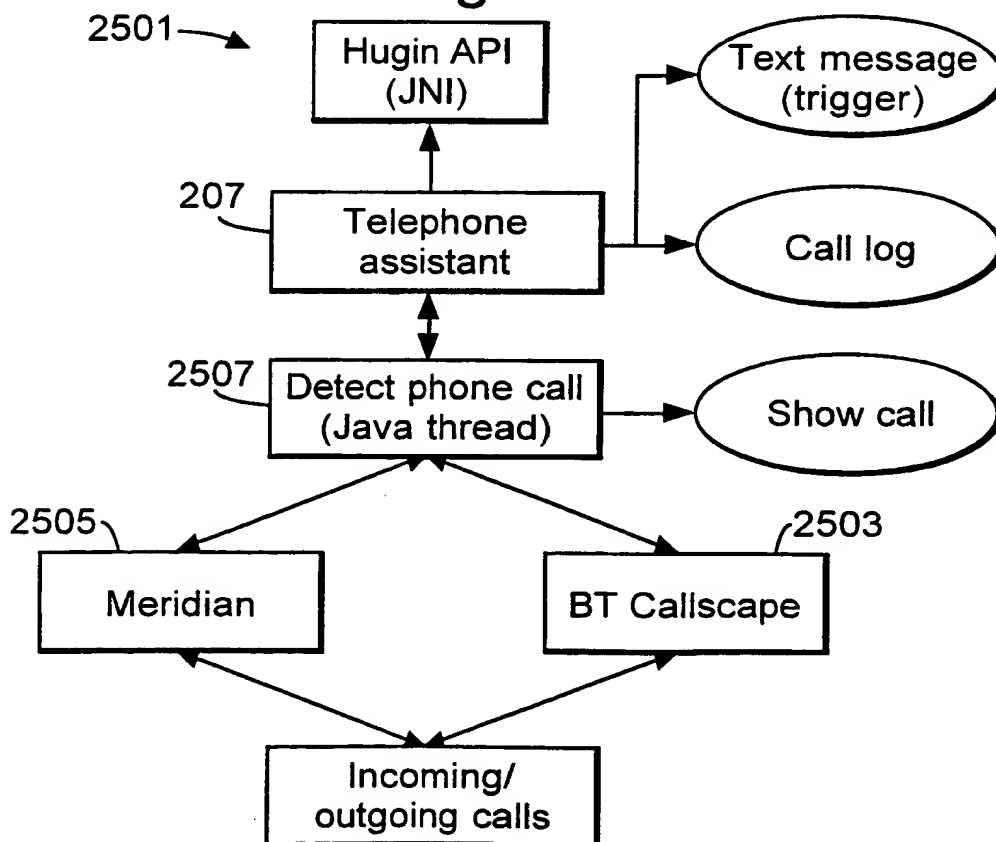 2501
Hugin API
(JNI)
Text message
(trigger)
207
Telephone
assistant
Call log
2507
Detect phone call
(Java thread)
Show call
2505
2503
Meridian
BT Callscape
Incoming/
outgoing calls